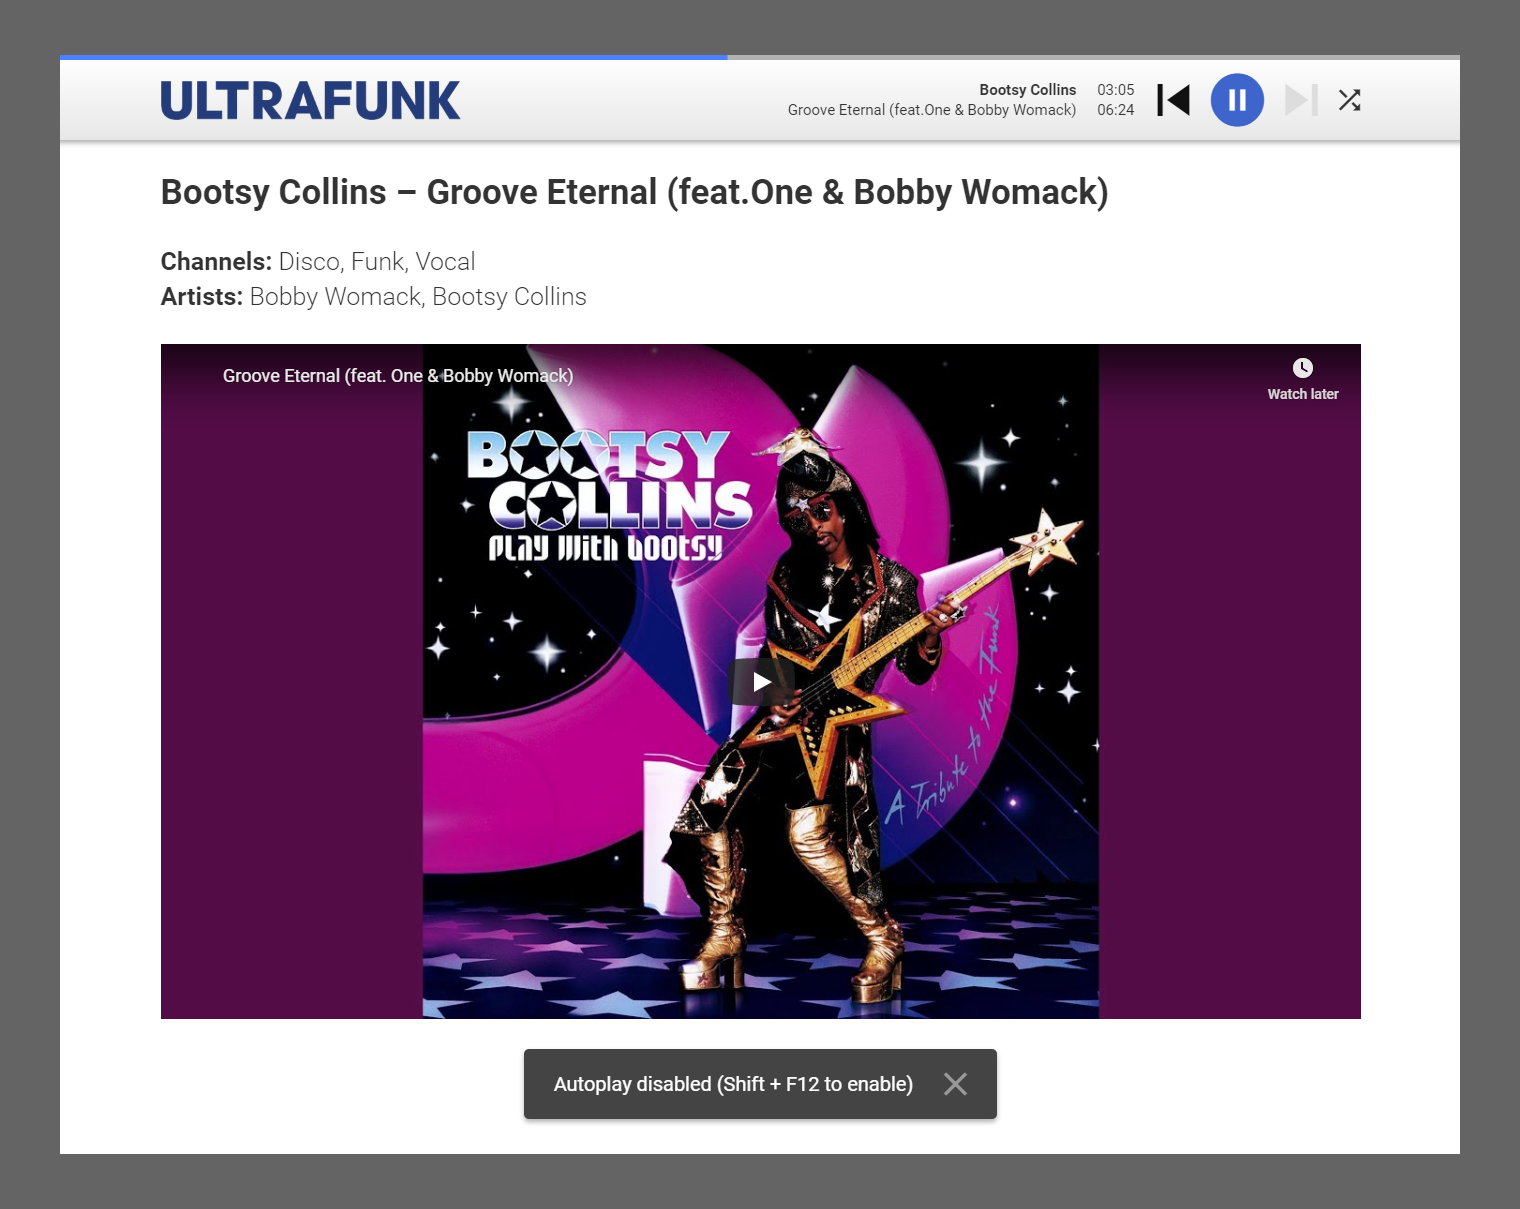 ULTRAFUNK
Bootsy Collins 03:05
Groove Eternal (feat.One & Bobby Womack) 06:24
Bootsy Collins – Groove Eternal (feat.One & Bobby Womack)
Channels: Disco, Funk, Vocal
Artists: Bobby Womack, Bootsy Collins
Groove Eternal (feat. One & Bobby Womack)
Watch later
BOOTSY
COLLINS
PLAY With bootsy
A Tribute to the Funk
Autoplay disabled (Shift + F12 to enable)